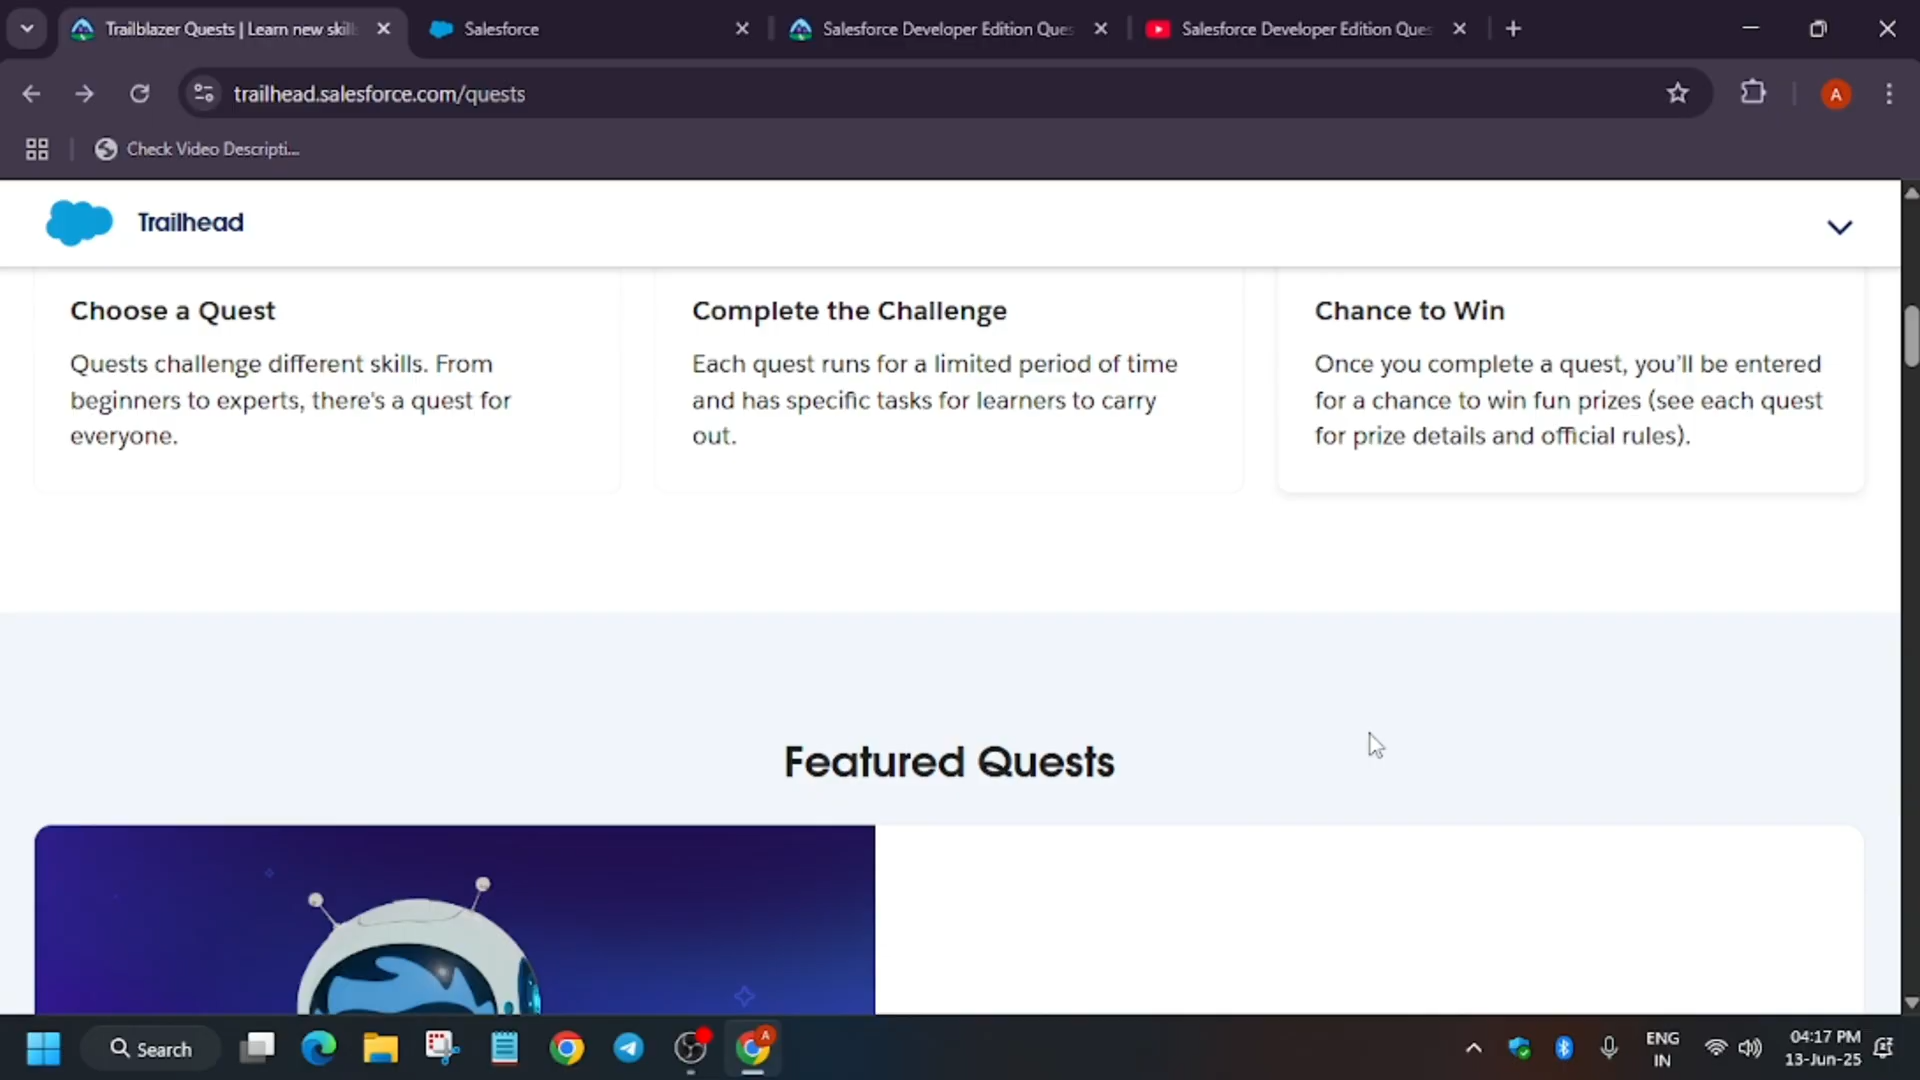 Trailblazer Quests | Learn new skil
Salesforce
Salesforce Developer Edition Ques
Salesforce Developer Edition Ques
trailhead.salesforce.com/quests
A
Check Video Descripti...
Trailhead
Choose a Quest
Quests challenge different skills. From
beginners to experts, there's a quest for
everyone.
Complete the Challenge
Each quest runs for a limited period of time
and has specific tasks for learners to carry
out.
Chance to Win
Once you complete a quest, you'll be entered
for a chance to win fun prizes (see each quest
for prize details and official rules).
Featured Quests
Search
A
ENG
IN
04:17 PM
13-Jun-25